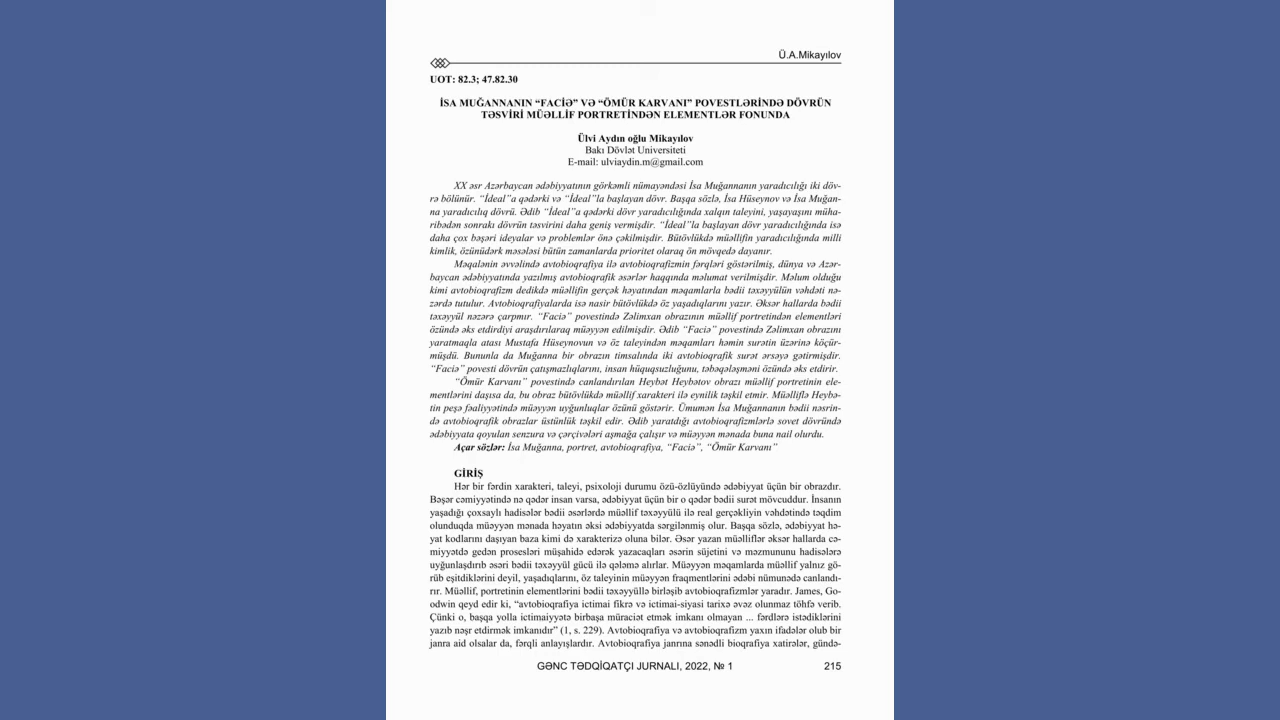 Ü.A.Mikayılov
UOT: 82.3; 47.82.30
İSA MUĞANNANIN “FACİƏ” VƏ “ÖMÜR KARVANI” POVESTLƏRİNDƏ DÖVRÜN
TƏSVİRİ MÜƏLLİF PORTRETİNDƏN ELEMENTLƏR FONUNDA
Ülvi Aydın oğlu Mikayılov
Bakı Dövlət Universiteti
E-mail: ulviaydin.m@gmail.com
XX əsr Azərbaycan ədəbiyyatının görkəmli nümayəndəsi İsa Muğannanın yaradıcılığı iki döv-
rə bölünür. “İdeal”a qədərki və “İdeal”la başlayan dövr. Başqa sözlə, İsa Hüseynov və İsa Muğan-
na yaradıcılıq dövrü. Ədib “İdeal”a qədərki dövr yaradıcılığında xalqın taleyini, yaşayaşını müha-
ribədən sonrakı dövrün təsvirini daha geniş vermişdir. “İdeal”la başlayan dövr yaradıcılığında isə
daha çox bəşəri ideyalar və problemlər önə çəkilmişdir. Bütövlükdə müəllifin yaradıcılığında milli
kimlik, özünüdərk məsələsi bütün zamanlarda prioritet olaraq ön mövqedə dayanır.
Məqalənin əvvəlində avtobioqrafiya ilə avtobioqrafizmin fərqləri göstərilmiş, dünya və Azər-
baycan ədəbiyyatında yazılmış avtobioqrafik əsərlər haqqında məlumat verilmişdir. Məlum olduğu
kimi avtobioqrafizm dedikdə müəllifin gerçək həyatından məqamlarla bədii təxəyyülün vəhdəti nə-
zərdə tutulur. Avtobioqrafiyalarda isə nasir bütövlükdə öz yaşadıqlarını yazır. Əksər hallarda bədii
təxəyyül nəzərə çarpmır. “Faciə” povestində Zəlimxan obrazının müəllif portretindən elementləri
özündə əks etdirdiyi araşdırılaraq müəyyən edilmişdir. Ədib “Faciə” povestində Zəlimxan obrazını
yaratmaqla atası Mustafa Hüseynovun və öz taleyindən məqamları həmin surətin üzərinə köçür-
müşdü. Bununla da Muğanna bir obrazın timsalında iki avtobioqrafik surət ərsəyə gətirmişdir.
“Faciə” povesti dövrün çatışmazlıqlarını, insan hüquqsuzluğunu, təbəqələşməni özündə əks etdirir.
“Ömür Karvanı” povestində canlandırılan Heybət Heybətov obrazı müəllif portretinin ele-
mentlərini daşısa da, bu obraz bütövlükdə müəllif xarakteri ilə eynilik təşkil etmir. Müəlliflə Heybə-
tin peşə fəaliyyətində müəyyən uyğunluqlar özünü göstərir. Ümumən İsa Muğannanın bədii nəsrin-
də avtobioqrafik obrazlar üstünlük təşkil edir. Ədib yaratdığı avtobioqrafizmlərlə sovet dövründə
ədəbiyyata qoyulan senzura və çərçivələri aşmağa çalışır və müəyyən mənada buna nail olurdu.
Açar sözlər: İsa Muğanna, portret, avtobioqrafiya, “Faciə”, “Ömür Karvanı”
GİRİŞ
Hər bir fərdin xarakteri, taleyi, psixoloji durumu özü-özlüyündə ədəbiyyat üçün bir obrazdır.
Bəşər cəmiyyətində nə qədər insan varsa, ədəbiyyat üçün bir o qədər bədii surət mövcuddur. İnsanın
yaşadığı çoxsaylı hadisələr bədii əsərlərdə müəllif təxəyyülü ilə real gerçəkliyin vəhdətində təqdim
olunduqda müəyyən mənada həyatın əksi ədəbiyyatda sərgilənmiş olur. Başqa sözlə, ədəbiyyat hə-
yat kodlarını daşıyan baza kimi də xarakterizə oluna bilər. Əsər yazan müəlliflər əksər hallarda cə-
miyyətdə gedən prosesləri müşahidə edərək yazacaqları əsərin süjetini və məzmununu hadisələrə
uyğunlaşdırıb əsəri bədii təxəyyül gücü ilə qələmə alırlar. Müəyyən məqamlarda müəllif yalnız gö-
rüb eşitdiklərini deyil, yaşadıqlarını, öz taleyinin müəyyən fraqmentlərini ədəbi nümunədə canlandı-
rır. Müəllif, portretinin elementlərini bədii təxəyyüllə birləşib avtobioqrafizmlər yaradır. James, Go-
odwin qeyd edir ki, “avtobioqrafiya ictimai fikrə və ictimai-siyasi tarixə əvəz olunmaz töhfə verib.
Çünki o, başqa yolla ictimaiyyətə birbaşa müraciət etmək imkanı olmayan ... fərdlərə istədiklərini
yazıb nəşr etdirmək imkanıdır” (1, s. 229). Avtobioqrafiya və avtobioqrafizm yaxın ifadələr olub bir
janra aid olsalar da, fərqli anlayışlardır. Avtobioqrafiya janrına sənədli bioqrafiya xatirələr, gündə-
GƏNC TƏDQİQATÇI JURNALI, 2022, № 1
215